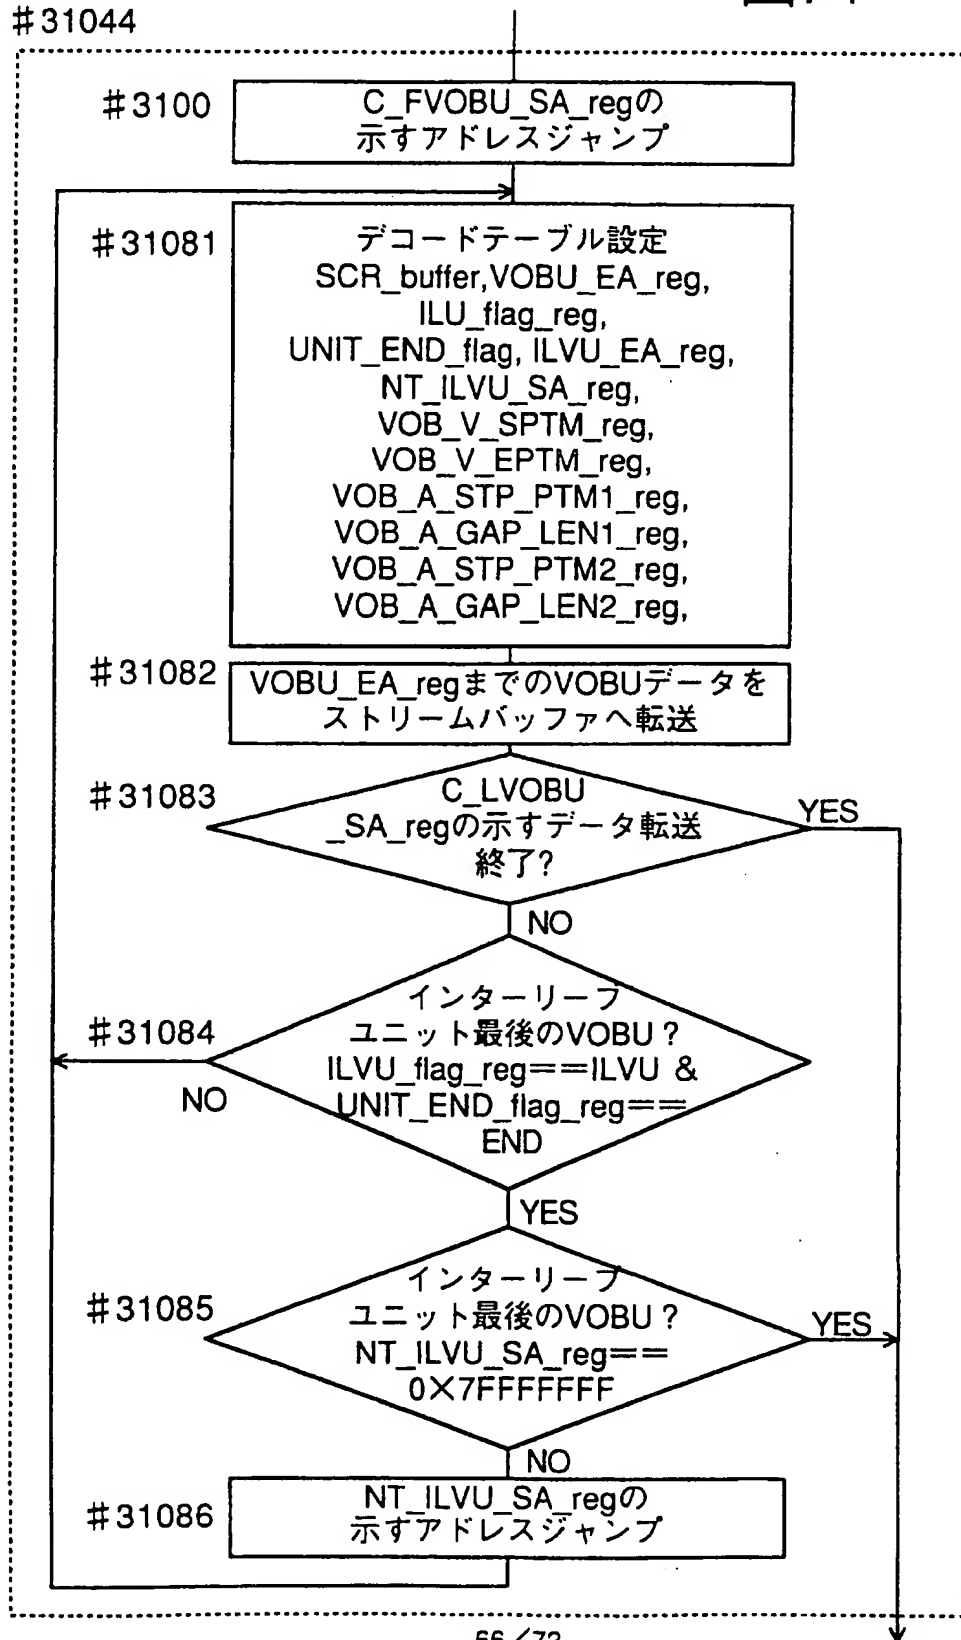 #31044
#3100
C_FVOBU_SA_regの
示すアドレスジャンプ
#31081
デコードテーブル設定
SCR_buffer,VOBU_EA_reg,
ILU_flag_reg,
UNIT_END_flag, ILVU_EA_reg,
NT_ILVU_SA_reg,
VOB_V_SPTM_reg,
VOB_V_EPTM_reg,
VOB_A_STP_PTM1_reg,
VOB_A_GAP_LEN1_reg,
VOB_A_STP_PTM2_reg,
VOB_A_GAP_LEN2_reg,
#31082
VOBU_EA_regまでのVOBUデータを
ストリームバッファへ転送
#31083
C_LVOBU
_SA_regの示すデータ転送
終了?
YES
NO
#31084
インターリーブ
ユニット最後のVOBU?
ILVU_flag_reg==ILVU &
UNIT_END_flag_reg==
END
NO
YES
#31085
インターリーブ
ユニット最後のVOBU?
NT_ILVU_SA_reg==
0×7FFFFFFF
YES
NO
#31086
NT_ILVU_SA_regの
示すアドレスジャンプ